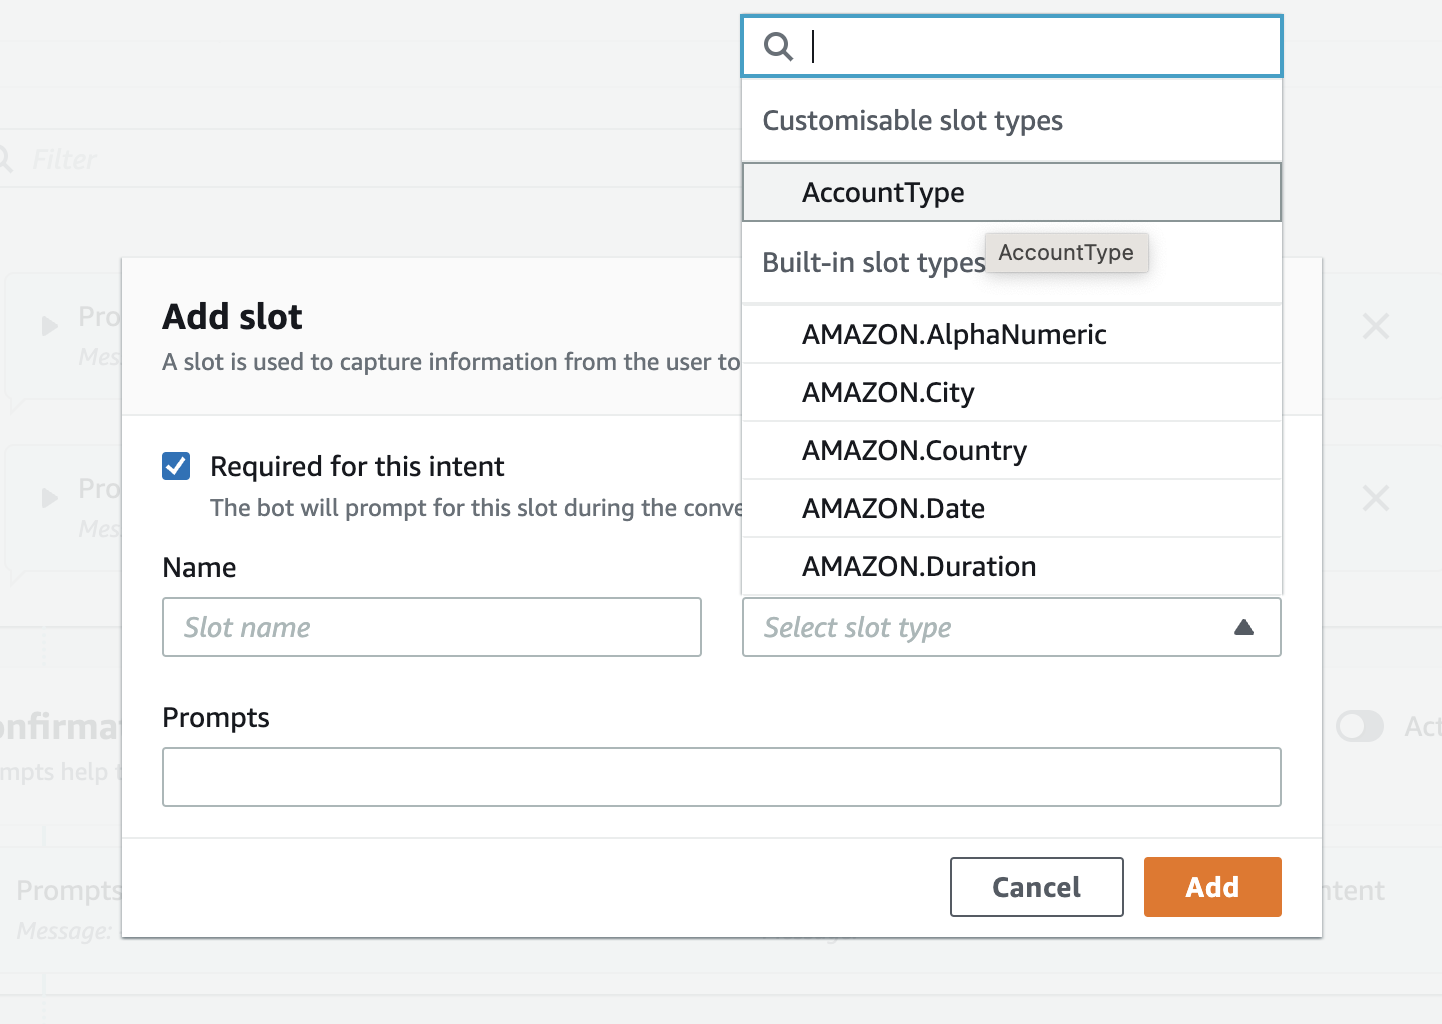 Customisable slot types
Filter
AccountType
AccountType
Built-in slot types
Add slot
A slot is used to capture information from the user to
AMAZON.AlphaNumeric
AMAZON.City
AMAZON.Country
AMAZON.Date
AMAZON.Duration
Required for this intent
The bot will prompt for this slot during the conve
Name
Slot name
Select slot type
Prompts
Cancel
Add
Pro
Mes
Pro
Mes
onfirma
mpts help t
Act
Prompts
Message:
ntent